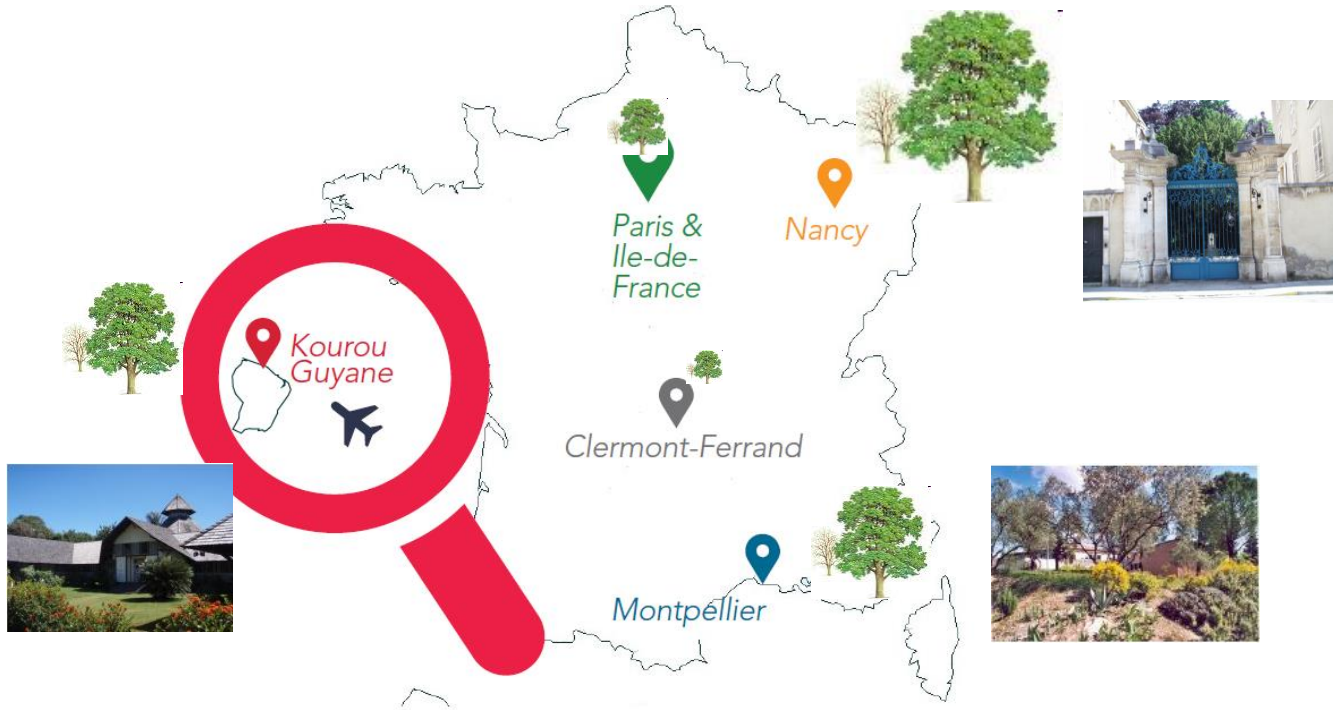 Paris &
Ile-de-
France
Nancy
Kourou
Guyane
Clermont-Ferrand
Montpellier